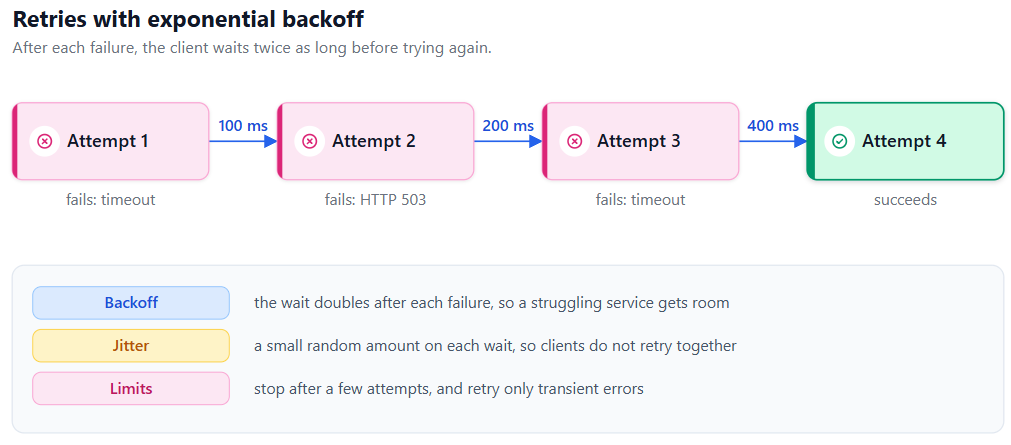 Retries with exponential backoff
After each failure, the client waits twice as long before trying again.
Attempt 1
100 ms
Attempt 2
200 ms
Attempt 3
400 ms
Attempt 4
fails: timeout
fails: HTTP 503
fails: timeout
succeeds
Backoff
the wait doubles after each failure, so a struggling service gets room
Jitter
a small random amount on each wait, so clients do not retry together
Limits
stop after a few attempts, and retry only transient errors